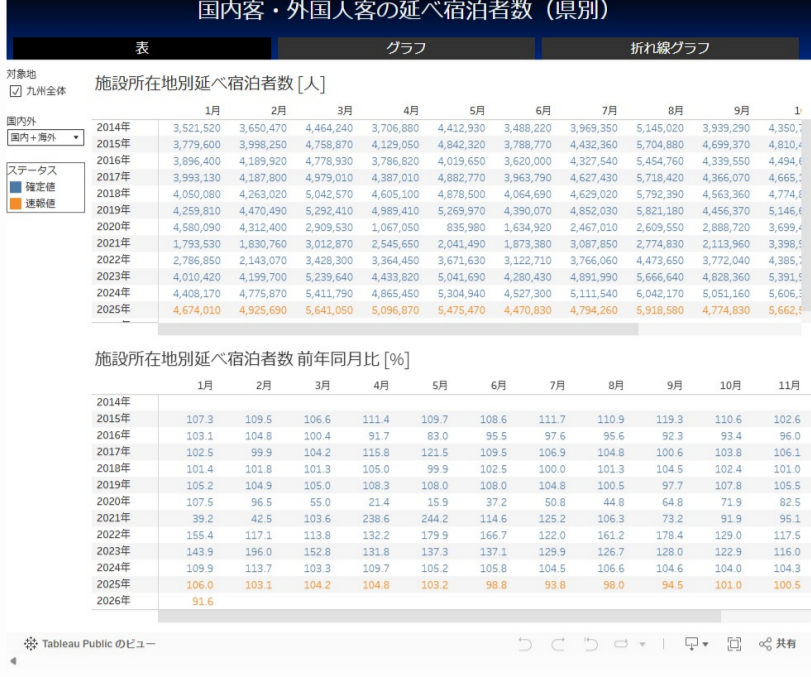 国内客・外国人客の延べ宿泊者数（県別）
表 グラフ 折れ線グラフ
対象地
九州全体
国内外
国内＋海外
ステータス
確定値
速報値
施設所在地別延べ宿泊者数 [人]
1月 2月 3月 4月 5月 6月 7月 8月 9月 1
2014年 3,521,520 3,650,470 4,464,240 3,706,880 4,412,930 3,488,220 3,969,350 5,145,020 3,939,290 4,350,7
2015年 3,779,600 3,998,250 4,758,870 4,129,050 4,842,320 3,788,770 4,432,360 5,704,880 4,699,370 4,810,4
2016年 3,896,400 4,189,920 4,778,930 3,786,820 4,019,650 3,620,000 4,327,540 5,454,760 4,339,550 4,494,6
2017年 3,993,130 4,187,800 4,979,010 4,387,010 4,882,770 3,963,790 4,627,430 5,718,420 4,366,070 4,665,
2018年 4,050,080 4,263,020 5,042,570 4,605,100 4,878,500 4,064,690 4,629,020 5,792,390 4,563,360 4,774,8
2019年 4,259,810 4,470,490 5,292,410 4,989,410 5,269,970 4,390,070 4,852,030 5,821,180 4,456,370 5,146,6
2020年 4,580,090 4,312,400 2,909,530 1,067,050 835,980 1,634,920 2,467,010 2,609,550 2,888,720 3,699,4
2021年 1,793,530 1,830,760 3,012,870 2,545,650 2,041,490 1,873,380 3,087,850 2,774,830 2,113,960 3,398,
2022年 2,786,850 2,143,070 3,428,300 3,364,450 3,671,630 3,122,710 3,766,060 4,473,650 3,772,040 4,385,
2023年 4,010,420 4,199,700 5,239,640 4,433,820 5,041,690 4,280,430 4,891,990 5,666,640 4,828,360 5,391,
2024年 4,408,170 4,775,870 5,411,790 4,865,450 5,304,940 4,527,300 5,111,540 6,042,170 5,051,160 5,606,
2025年 4,674,010 4,925,690 5,641,050 5,096,870 5,475,470 4,470,830 4,794,260 5,918,580 4,774,830 5,662,
施設所在地別延べ宿泊者数 前年同月比 [%]
1月 2月 3月 4月 5月 6月 7月 8月 9月 10月 11月
2014年
2015年 107.3 109.5 106.6 111.4 109.7 108.6 111.7 110.9 119.3 110.6 102.6
2016年 103.1 104.8 100.4 91.7 83.0 95.5 97.6 95.6 92.3 93.4 96.0
2017年 102.5 99.9 104.2 115.8 121.5 109.5 106.9 104.8 100.6 103.8 106.1
2018年 101.4 101.8 101.3 105.0 99.9 102.5 100.0 101.3 104.5 102.4 101.0
2019年 105.2 104.9 105.0 108.3 108.0 108.0 104.8 100.5 97.7 107.8 105.5
2020年 107.5 96.5 55.0 21.4 15.9 37.2 50.8 44.8 64.8 71.9 82.5
2021年 39.2 42.5 103.6 238.6 244.2 114.6 125.2 106.3 73.2 91.9 95.1
2022年 155.4 117.1 113.8 132.2 179.9 166.7 122.0 161.2 178.4 129.0 117.5
2023年 143.9 196.0 152.8 131.8 137.3 137.1 129.9 126.7 128.0 122.9 116.0
2024年 109.9 113.7 103.3 109.7 105.2 105.8 104.5 106.6 104.6 104.0 104.3
2025年 106.0 103.1 104.2 104.8 103.2 98.8 93.8 98.0 94.5 101.0 100.5
2026年 91.6
Tableau Public のビュー 共有